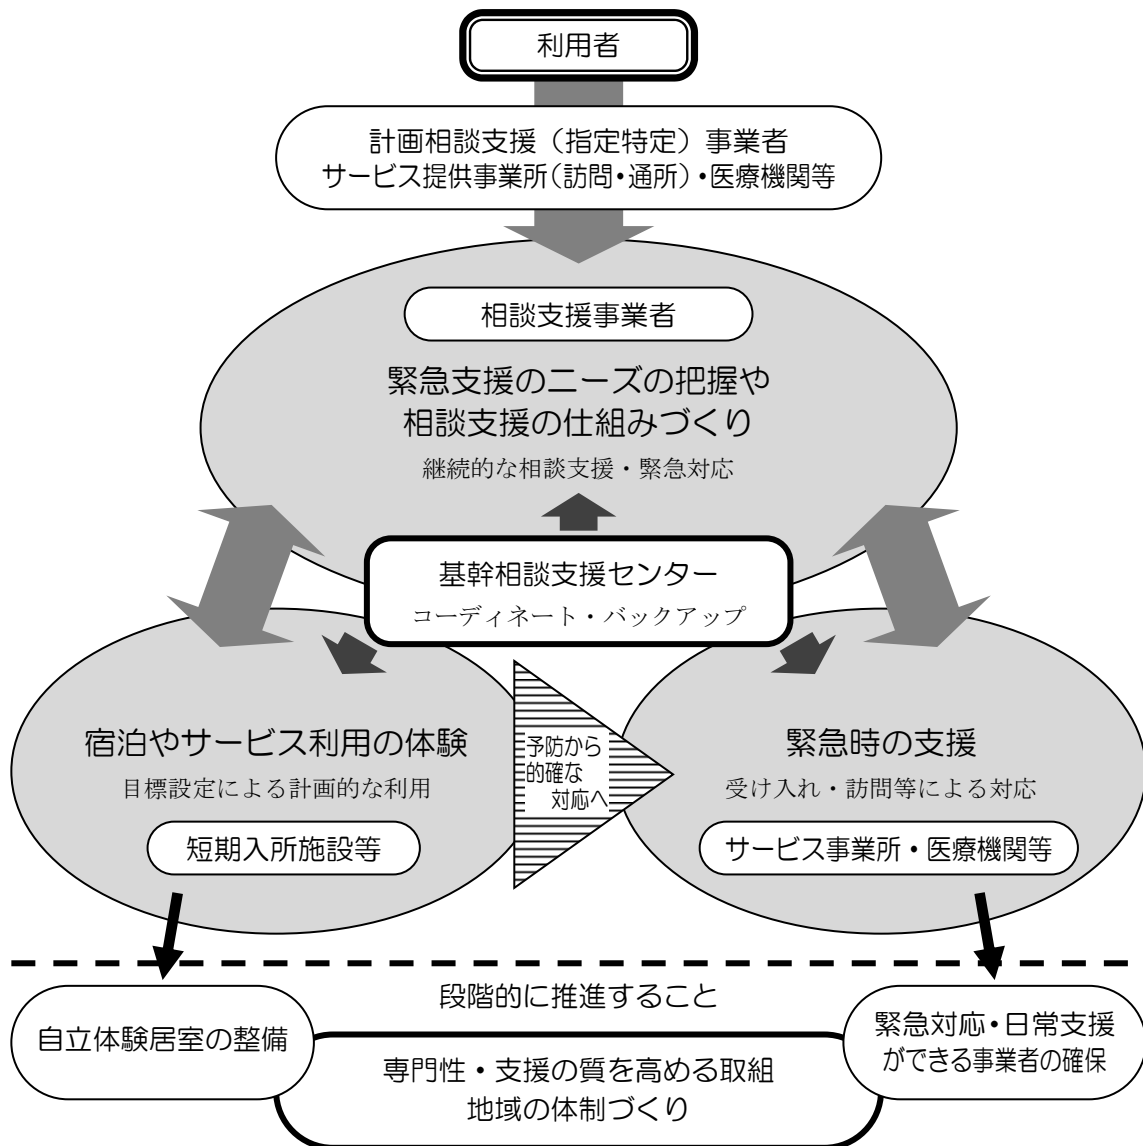 利用者
計画相談支援（指定特定）事業者
サービス提供事業所（訪問・通所）・医療機関等
相談支援事業者
緊急支援のニーズの把握や
相談支援の仕組みづくり
継続的な相談支援・緊急対応
基幹相談支援センター
コーディネート・バックアップ
宿泊やサービス利用の体験
目標設定による計画的な利用
短期入所施設等
予防から
的確な
対応へ
緊急時の支援
受け入れ・訪問等による対応
サービス事業所・医療機関等
段階的に推進すること
自立体験居室の整備
専門性・支援の質を高める取組
地域の体制づくり
緊急対応・日常支援
ができる事業者の確保